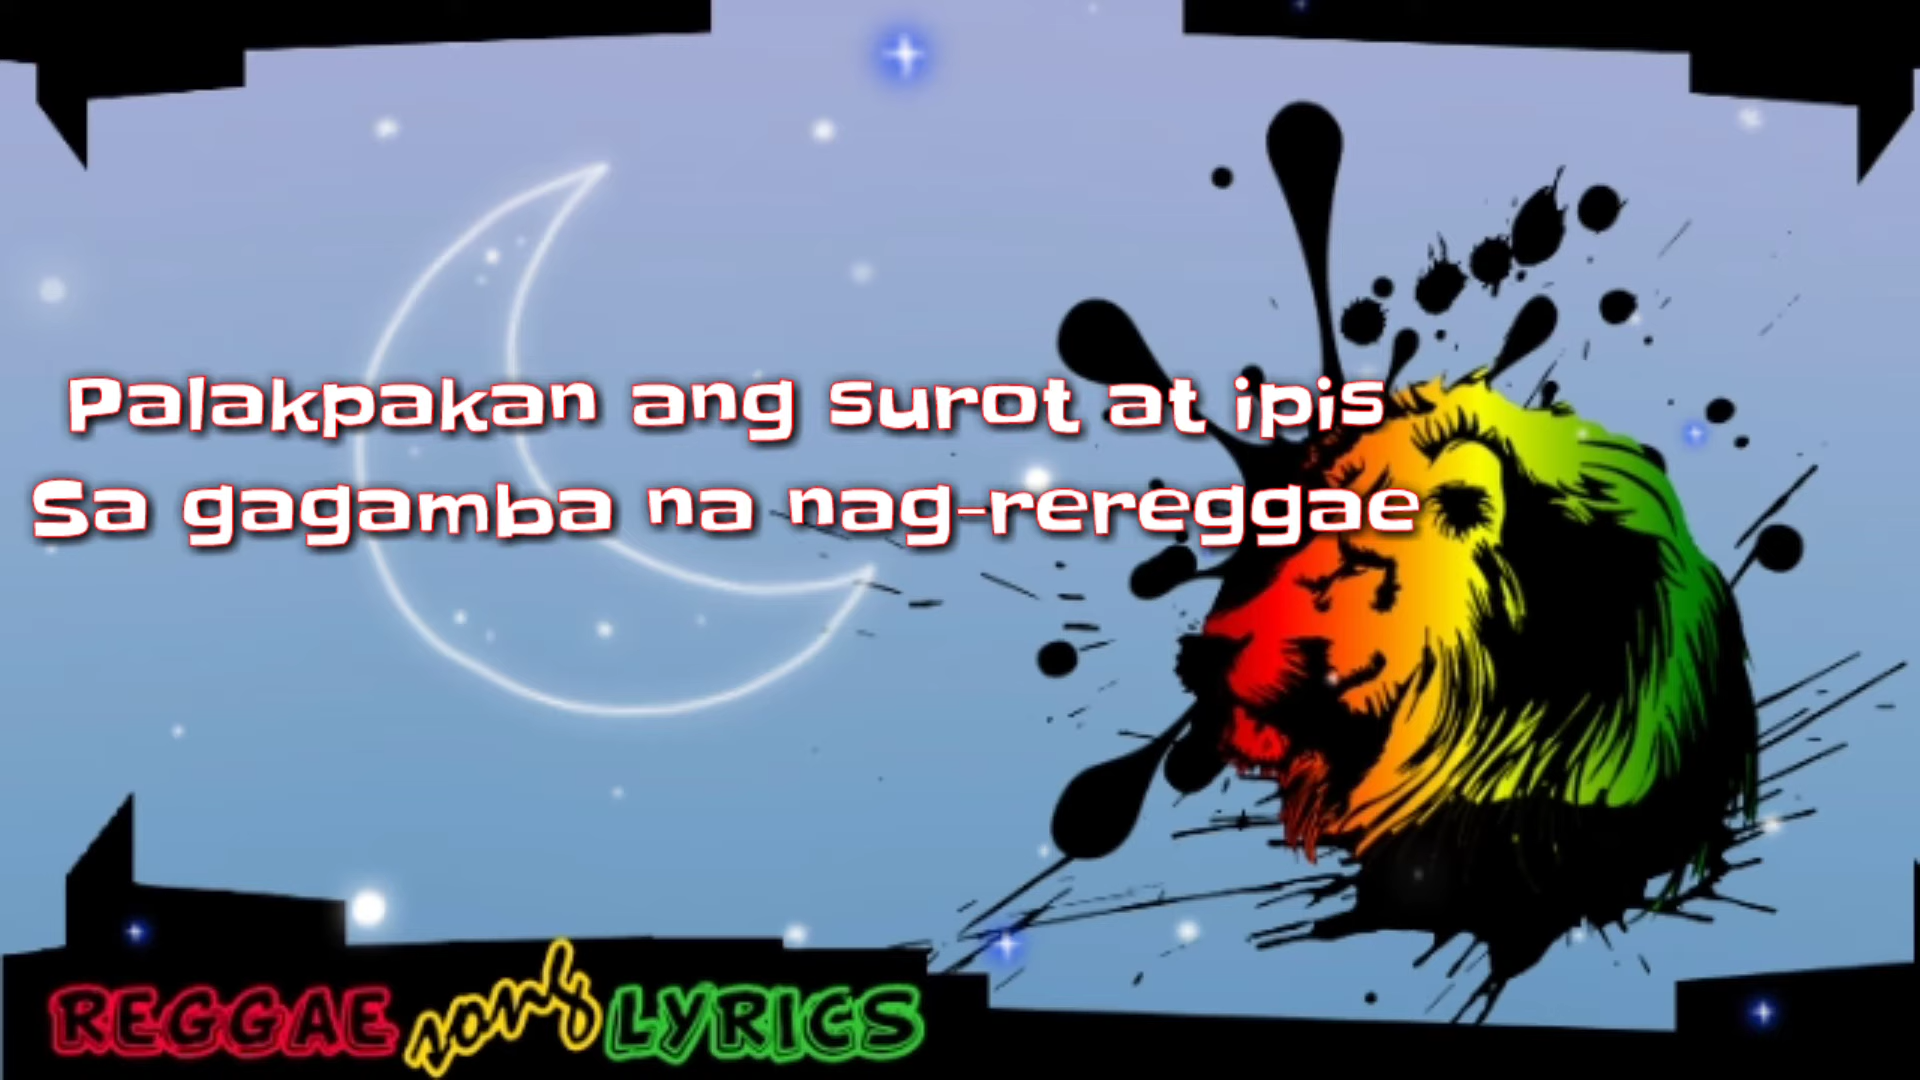 Palakpakan ang surot at ipis
Sa gagamba na nag-rereggae
REGGAE song LYRICS